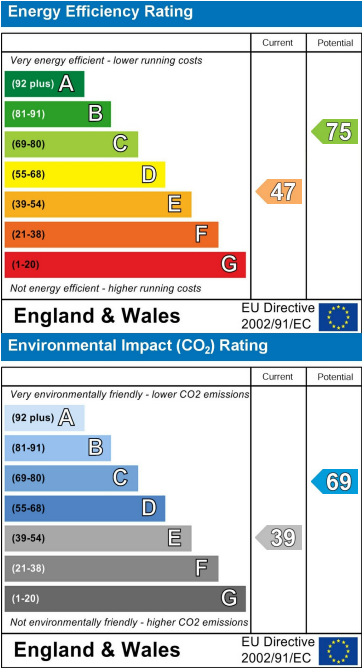 Energy Efficiency Rating
Current Potential
Very energy efficient - lower running costs
(92 plus) A
(81-91) B
(69-80) C
75
(55-68) D
(39-54) E
47
(21-38) F
(1-20) G
Not energy efficient - higher running costs
England & Wales
EU Directive
2002/91/EC
Environmental Impact (CO₂) Rating
Current Potential
Very environmentally friendly - lower CO2 emissions
(92 plus) A
(81-91) B
(69-80) C
69
(55-68) D
(39-54) E
39
(21-38) F
(1-20) G
Not environmentally friendly - higher CO2 emissions
England & Wales
EU Directive
2002/91/EC